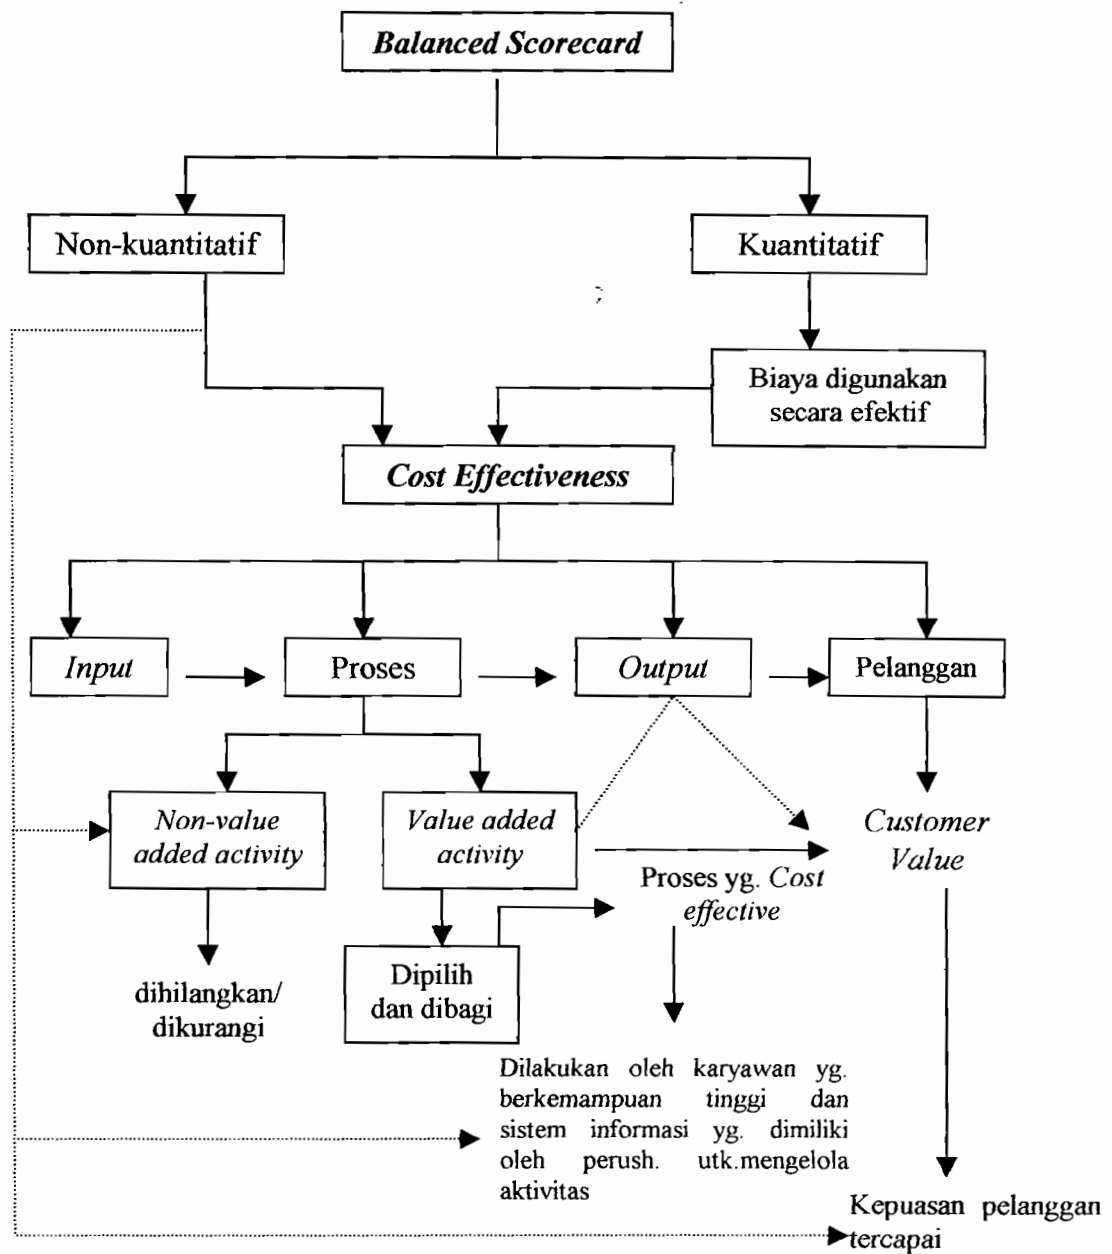 Balanced Scorecard
Non-kuantitatif
Kuantitatif
Biaya digunakan
secara efektif
Cost Effectiveness
Input
Proses
Output
Pelanggan
Non-value
added activity
Value added
activity
Customer
Value
Proses yg. Cost
effective
dihilangkan/
dikurangi
Dipilih
dan dibagi
Dilakukan oleh karyawan yg.
berkemampuan tinggi dan
sistem informasi yg. dimiliki
oleh perush. utk.mengelola
aktivitas
Kepuasan pelanggan
tercapai